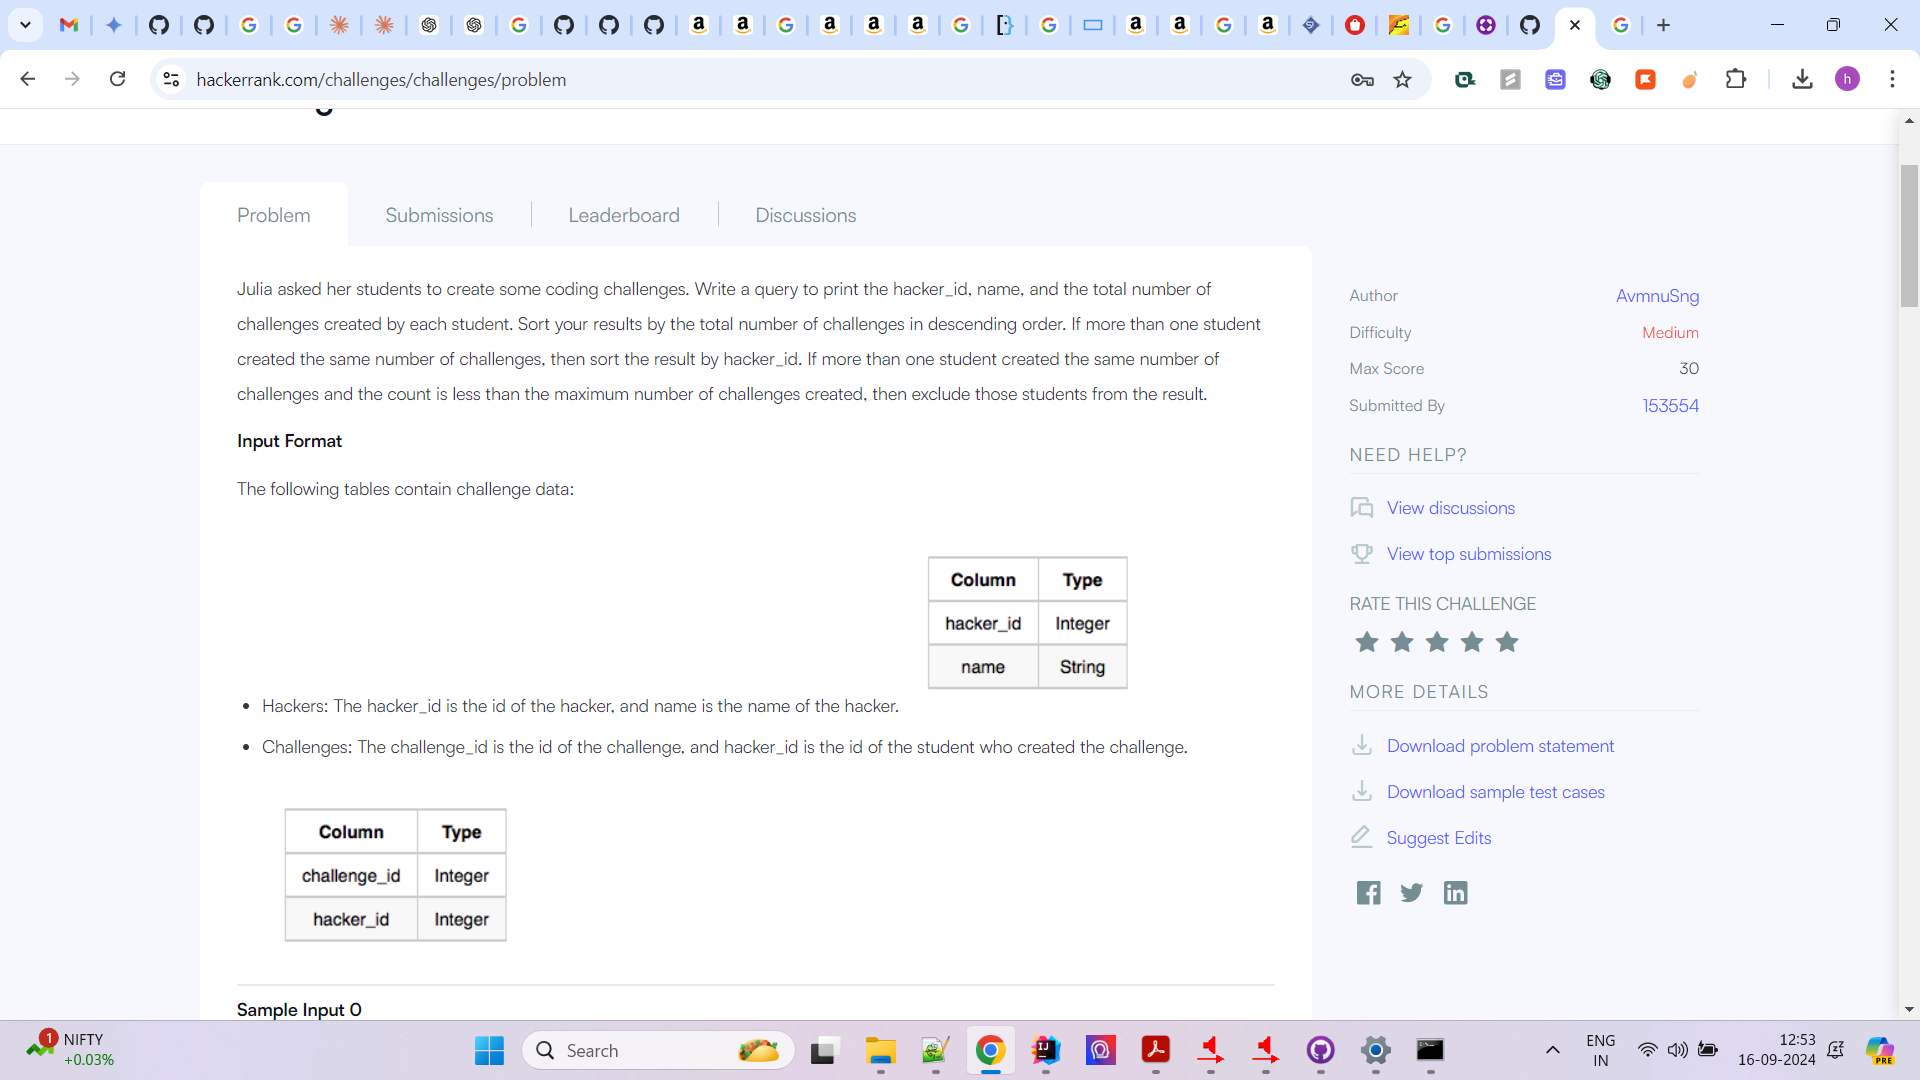 hackerrank.com/challenges/challenges/problem
h
Problem
Submissions
Leaderboard
Discussions
Julia asked her students to create some coding challenges. Write a query to print the hacker_id, name, and the total number of
challenges created by each student. Sort your results by the total number of challenges in descending order. If more than one student
created the same number of challenges, then sort the result by hacker_id. If more than one student created the same number of
challenges and the count is less than the maximum number of challenges created, then exclude those students from the result.
Input Format
The following tables contain challenge data:
Column Type
hacker_id Integer
name String
Hackers: The hacker_id is the id of the hacker, and name is the name of the hacker.
Challenges: The challenge_id is the id of the challenge, and hacker_id is the id of the student who created the challenge.
Column Type
challenge_id Integer
hacker_id Integer
Sample Input 0
Author AvmnuSng
Difficulty Medium
Max Score 30
Submitted By 153554
NEED HELP?
View discussions
View top submissions
RATE THIS CHALLENGE
MORE DETAILS
Download problem statement
Download sample test cases
Suggest Edits
1
NIFTY
+0.03%
Search
ENG
IN
12:53
16-09-2024
PRE